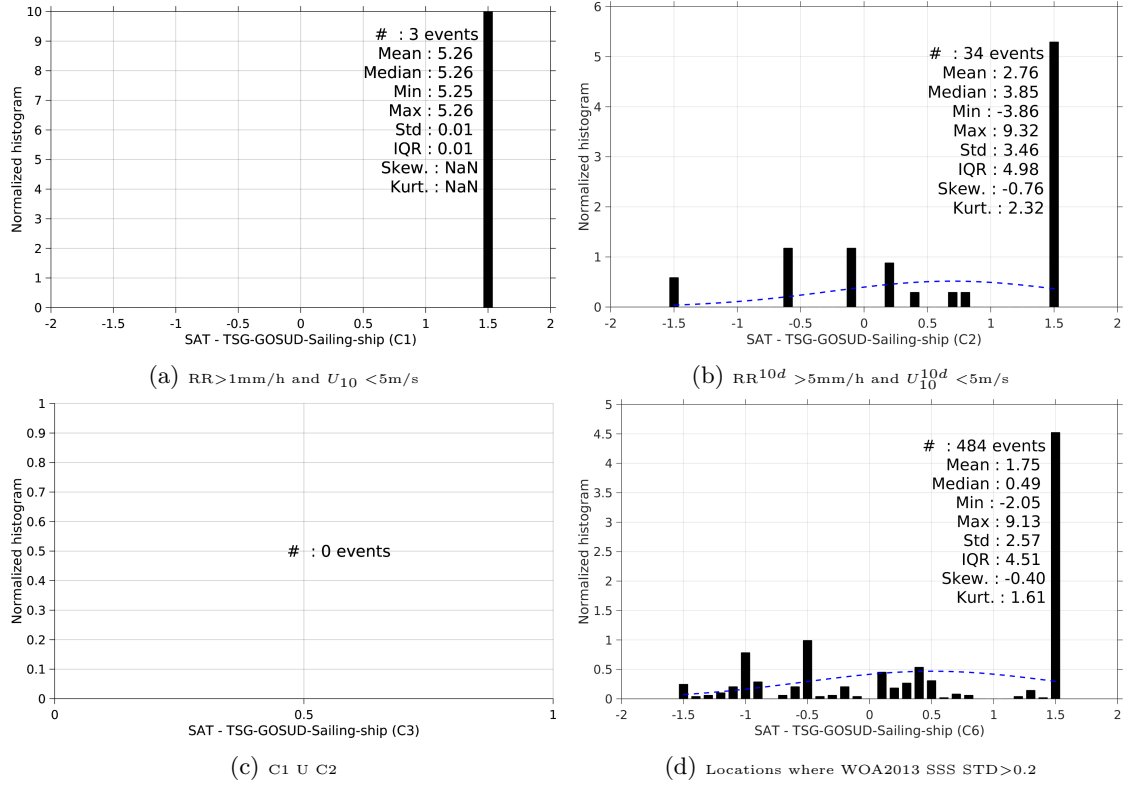 10
9
8
7
6
5
4
3
2
1
0
Normalized histogram
# : 3 events
Mean : 5.26
Median : 5.26
Min : 5.25
Max : 5.26
Std : 0.01
IQR : 0.01
Skew. : NaN
Kurt. : NaN
-2 -1.5 -1 -0.5 0 0.5 1 1.5 2
SAT - TSG-GOSUD-Sailing-ship (C1)
(a) RR>1mm/h and U10 <5m/s
6
5
4
3
2
1
0
Normalized histogram
# : 34 events
Mean : 2.76
Median : 3.85
Min : -3.86
Max : 9.32
Std : 3.46
IQR : 4.98
Skew. : -0.76
Kurt. : 2.32
-2 -1.5 -1 -0.5 0 0.5 1 1.5 2
SAT - TSG-GOSUD-Sailing-ship (C2)
(b) RR^10d >5mm/h and U10^10d <5m/s
1
0.9
0.8
0.7
0.6
0.5
0.4
0.3
0.2
0.1
0
Normalized histogram
# : 0 events
0 0.5 1
SAT - TSG-GOSUD-Sailing-ship (C3)
(c) C1 U C2
5
4.5
4
3.5
3
2.5
2
1.5
1
0.5
0
Normalized histogram
# : 484 events
Mean : 1.75
Median : 0.49
Min : -2.05
Max : 9.13
Std : 2.57
IQR : 4.51
Skew. : -0.40
Kurt. : 1.61
-2 -1.5 -1 -0.5 0 0.5 1 1.5 2
SAT - TSG-GOSUD-Sailing-ship (C6)
(d) Locations where WOA2013 SSS STD>0.2